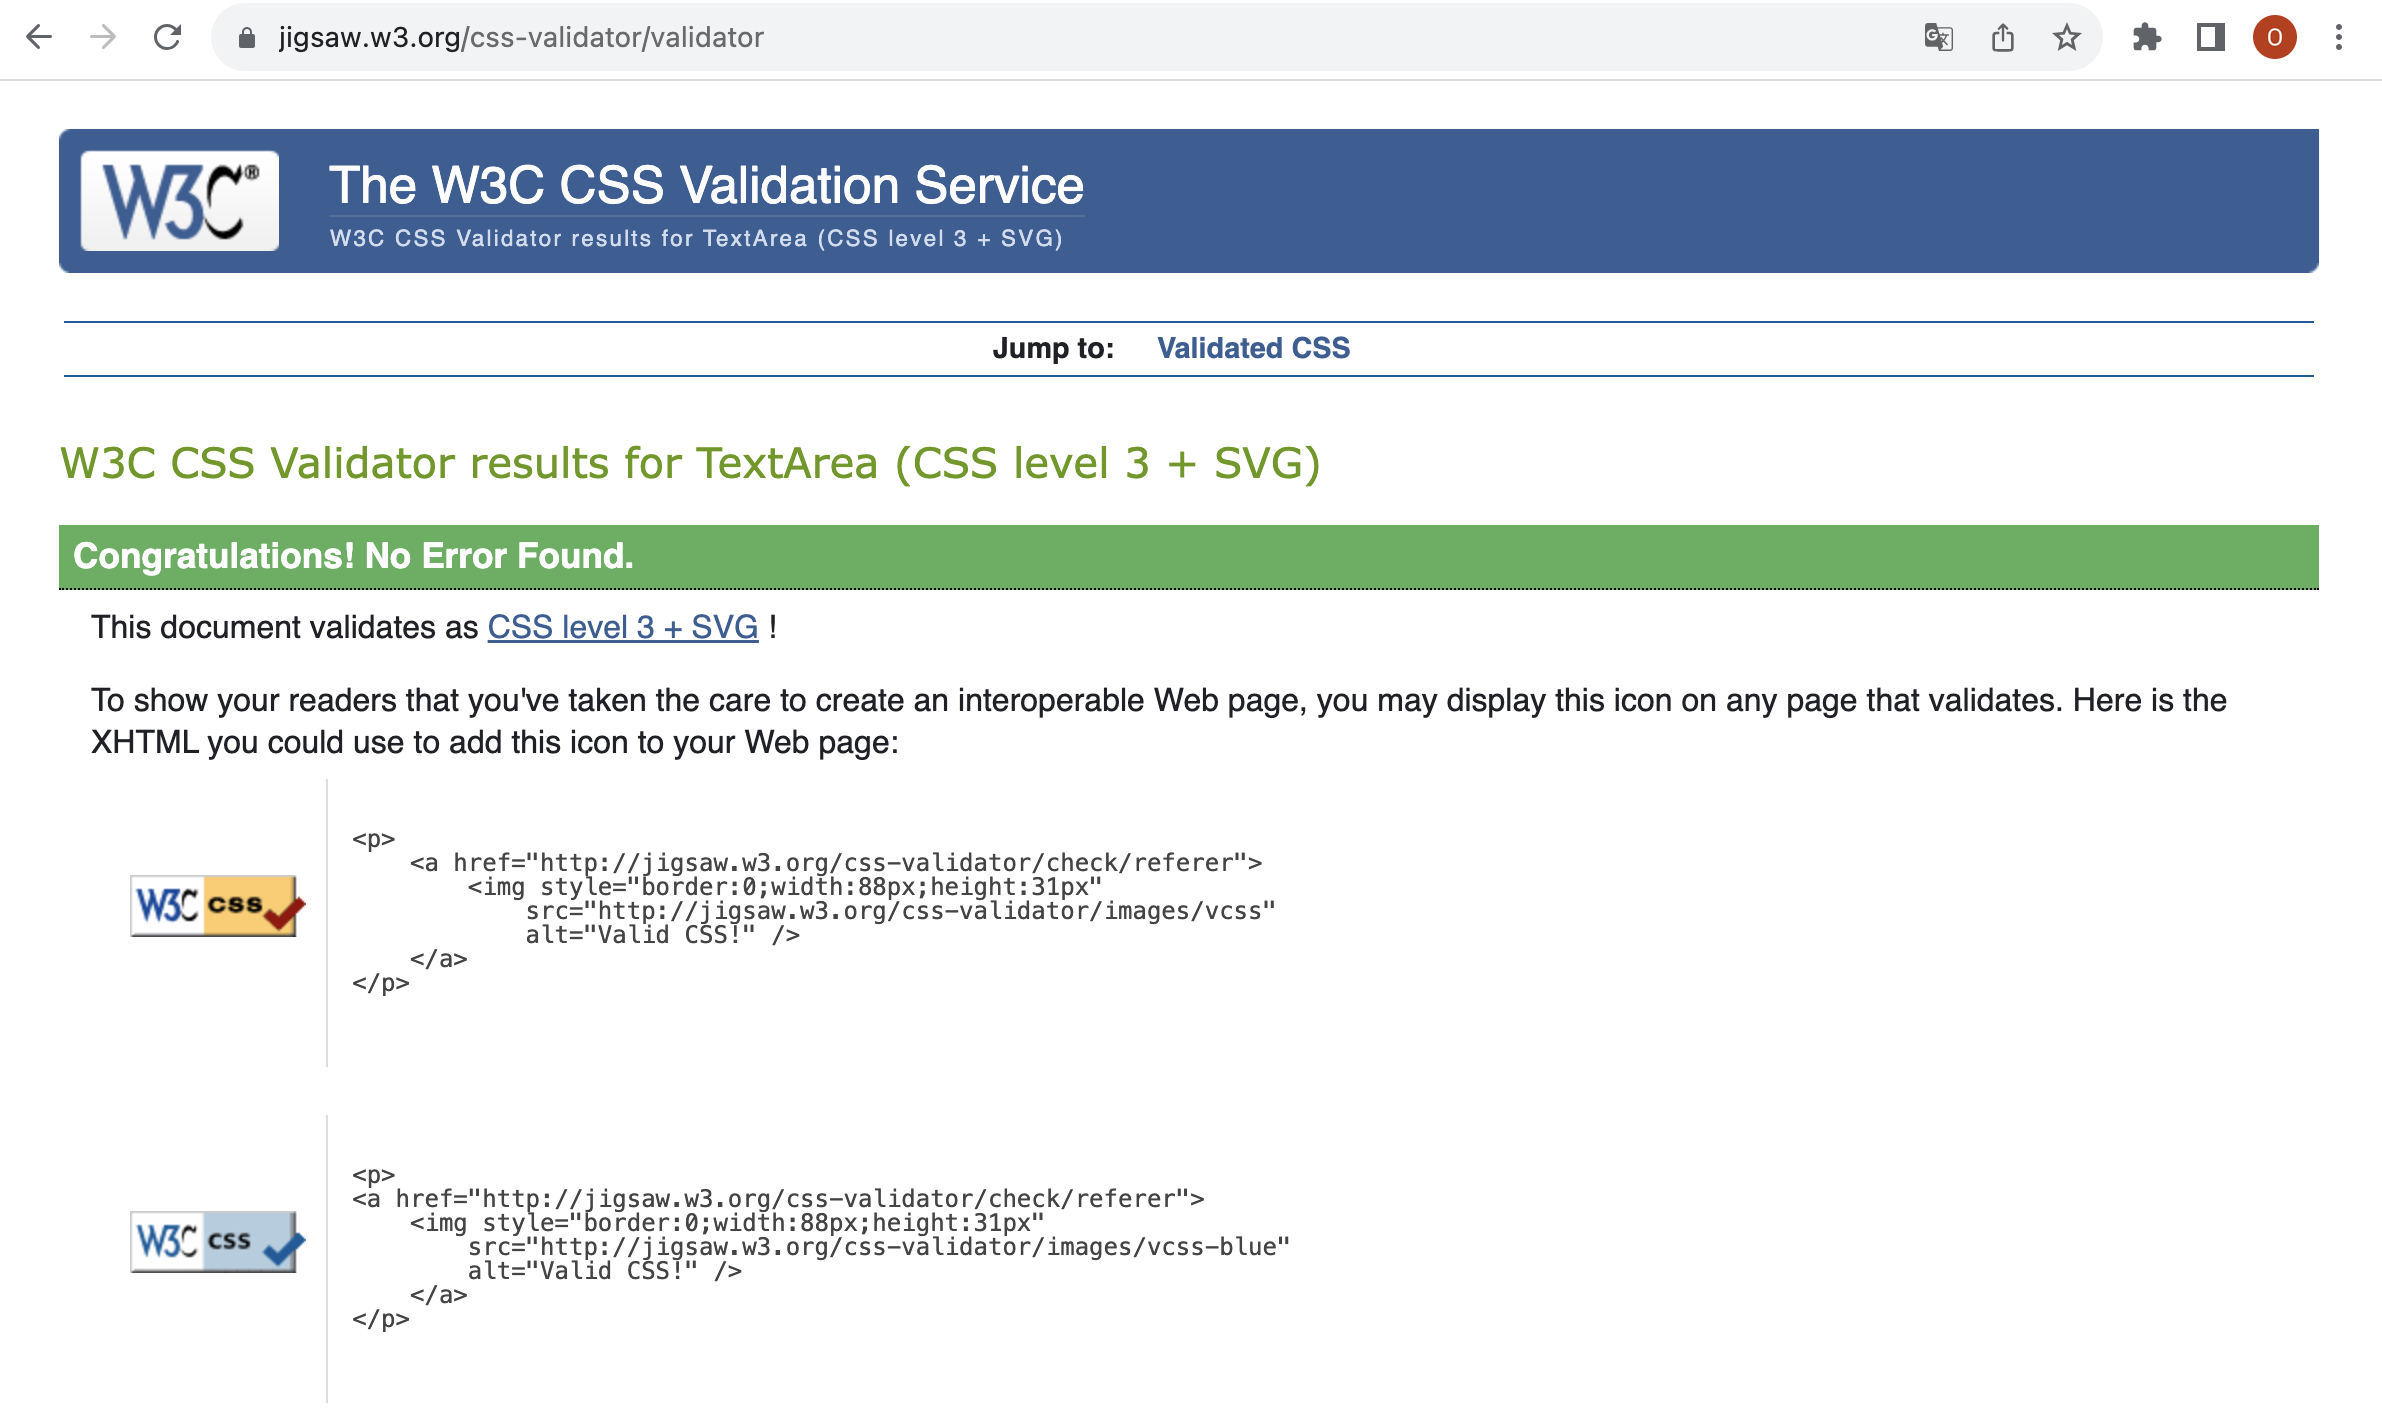 jigsaw.w3.org/css-validator/validator
O
W3C®
The W3C CSS Validation Service
W3C CSS Validator results for TextArea (CSS level 3 + SVG)
Jump to: Validated CSS
W3C CSS Validator results for TextArea (CSS level 3 + SVG)
Congratulations! No Error Found.
This document validates as CSS level 3 + SVG !
To show your readers that you've taken the care to create an interoperable Web page, you may display this icon on any page that validates. Here is the
XHTML you could use to add this icon to your Web page:
W3C css
<p>
    <a href="http://jigsaw.w3.org/css-validator/check/referer">
        <img style="border:0;width:88px;height:31px"
            src="http://jigsaw.w3.org/css-validator/images/vcss"
            alt="Valid CSS!" />
    </a>
</p>
W3C css
<p>
<a href="http://jigsaw.w3.org/css-validator/check/referer">
    <img style="border:0;width:88px;height:31px"
        src="http://jigsaw.w3.org/css-validator/images/vcss-blue"
        alt="Valid CSS!" />
    </a>
</p>